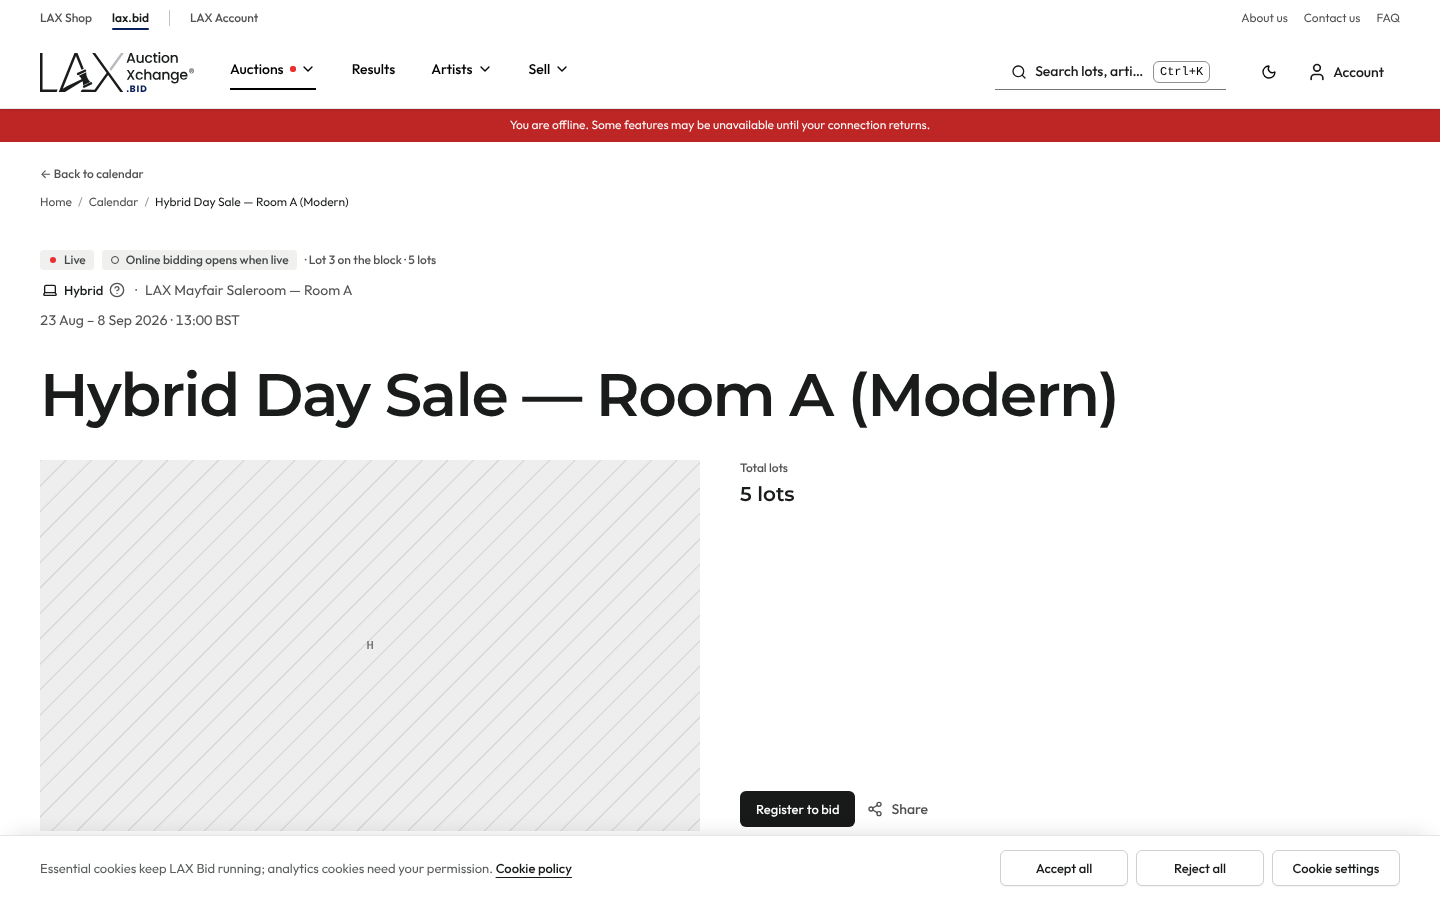 LAX Shop lax.bid LAX Account About us Contact us FAQ
LAX Auction Xchange® .BID
Auctions Results Artists Sell Search lots, arti... Ctrl+K Account
You are offline. Some features may be unavailable until your connection returns.
← Back to calendar
Home / Calendar / Hybrid Day Sale — Room A (Modern)
Live Online bidding opens when live · Lot 3 on the block · 5 lots
Hybrid ? · LAX Mayfair Saleroom — Room A
23 Aug – 8 Sep 2026 · 13:00 BST
Hybrid Day Sale — Room A (Modern)
H
Total lots
5 lots
Register to bid Share
Essential cookies keep LAX Bid running; analytics cookies need your permission. Cookie policy Accept all Reject all Cookie settings